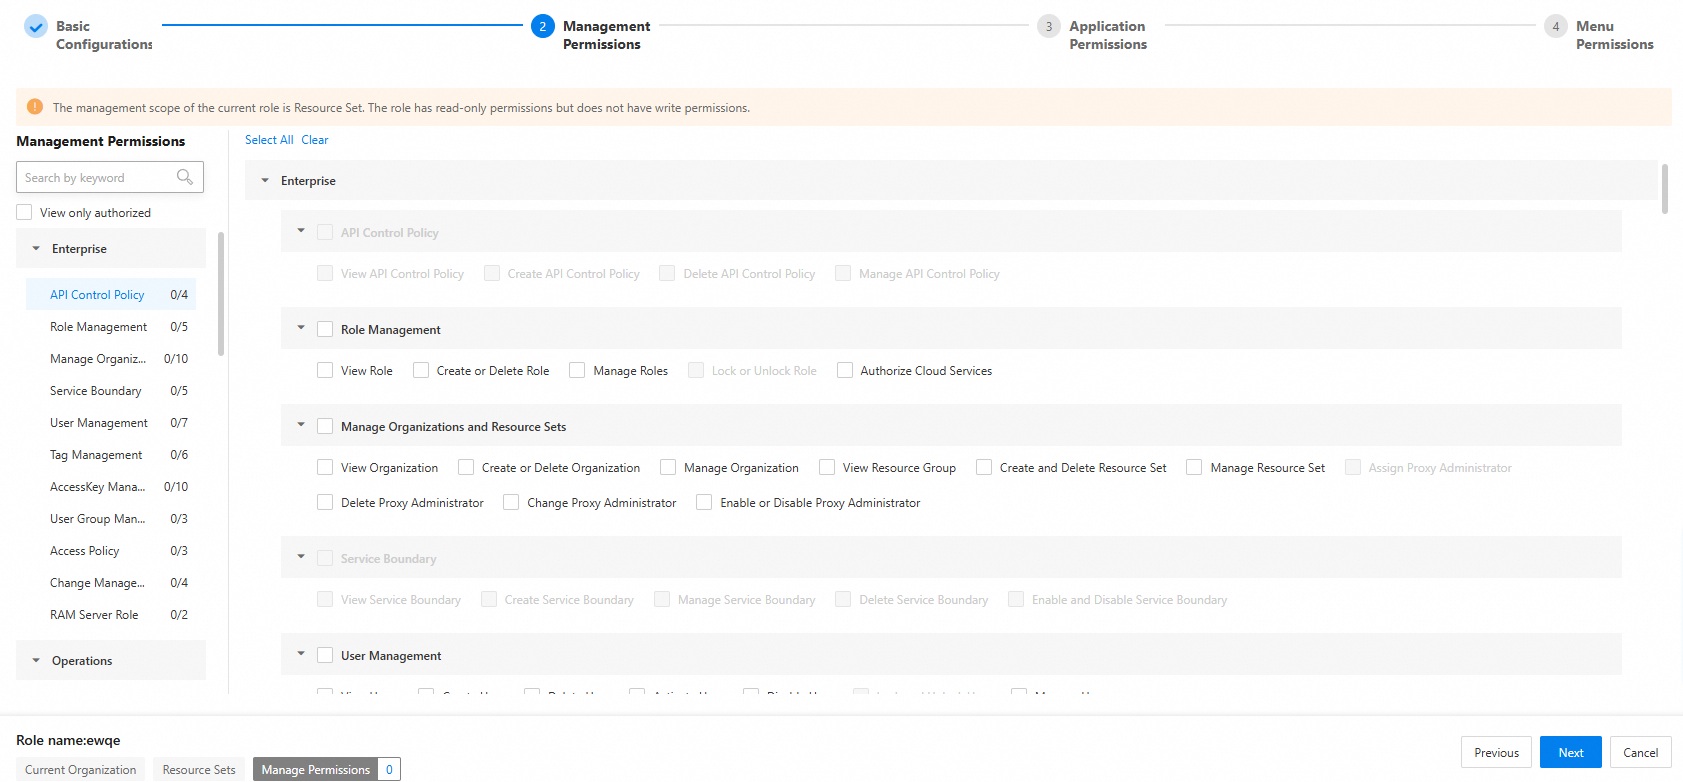 Basic
Configurations
2
Management
Permissions
3
Application
Permissions
4
Menu
Permissions
The management scope of the current role is Resource Set. The role has read-only permissions but does not have write permissions.
Management Permissions
Search by keyword
View only authorized
Enterprise
API Control Policy 0/4
Role Management 0/5
Manage Organiz... 0/10
Service Boundary 0/5
User Management 0/7
Tag Management 0/6
AccessKey Mana... 0/10
User Group Man... 0/3
Access Policy 0/3
Change Manage... 0/4
RAM Server Role 0/2
Operations
Select All Clear
Enterprise
API Control Policy
View API Control Policy Create API Control Policy Delete API Control Policy Manage API Control Policy
Role Management
View Role Create or Delete Role Manage Roles Lock or Unlock Role Authorize Cloud Services
Manage Organizations and Resource Sets
View Organization Create or Delete Organization Manage Organization View Resource Group Create and Delete Resource Set Manage Resource Set Assign Proxy Administrator
Delete Proxy Administrator Change Proxy Administrator Enable or Disable Proxy Administrator
Service Boundary
View Service Boundary Create Service Boundary Manage Service Boundary Delete Service Boundary Enable and Disable Service Boundary
User Management
Role name:ewqe
Current Organization Resource Sets Manage Permissions 0
Previous Next Cancel